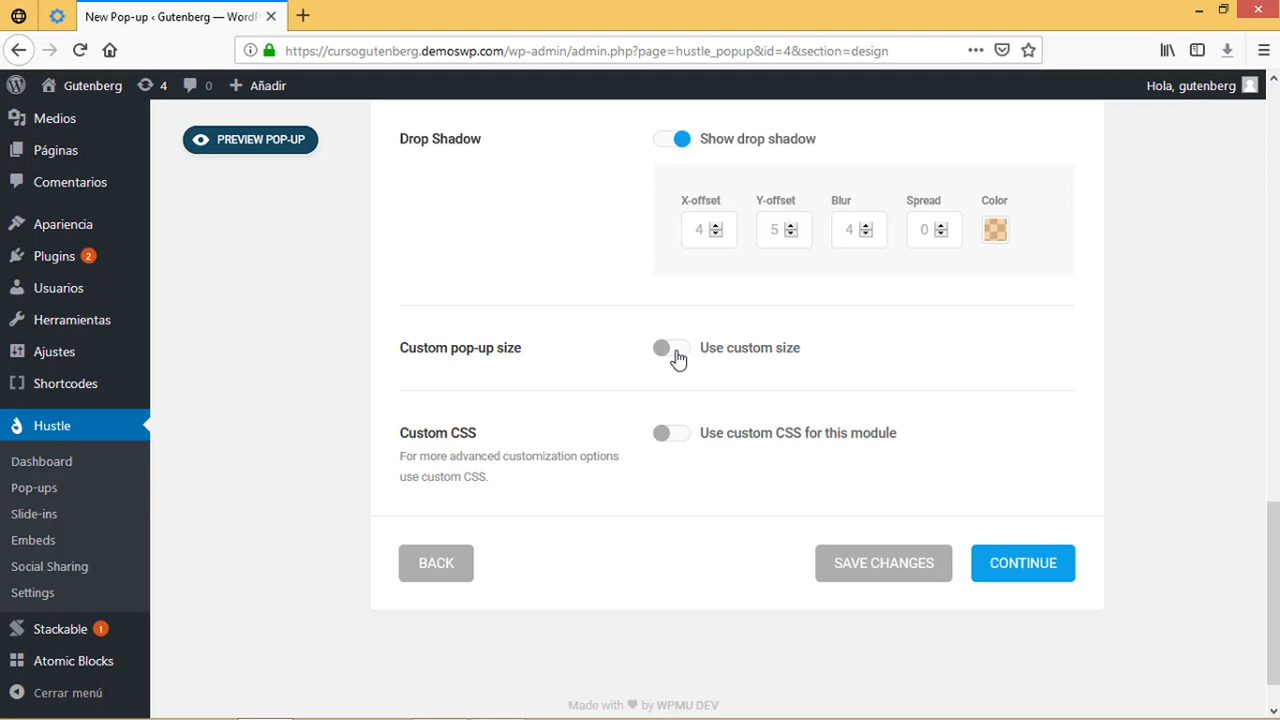 New Pop-up ‹ Gutenberg — WordP
https://cursogutenberg.demoswp.com/wp-admin/admin.php?page=hustle_popup&id=4&section=design
Gutenberg 4 0 Añadir Hola, gutenberg
Medios
Páginas
Comentarios
Apariencia
Plugins 2
Usuarios
Herramientas
Ajustes
Shortcodes
Hustle
Dashboard
Pop-ups
Slide-ins
Embeds
Social Sharing
Settings
Stackable 1
Atomic Blocks
Cerrar menú
PREVIEW POP-UP
Drop Shadow
Show drop shadow
X-offset Y-offset Blur Spread Color
4 5 4 0
Custom pop-up size
Use custom size
Custom CSS
Use custom CSS for this module
For more advanced customization options
use custom CSS.
BACK SAVE CHANGES CONTINUE
Made with by WPMU DEV